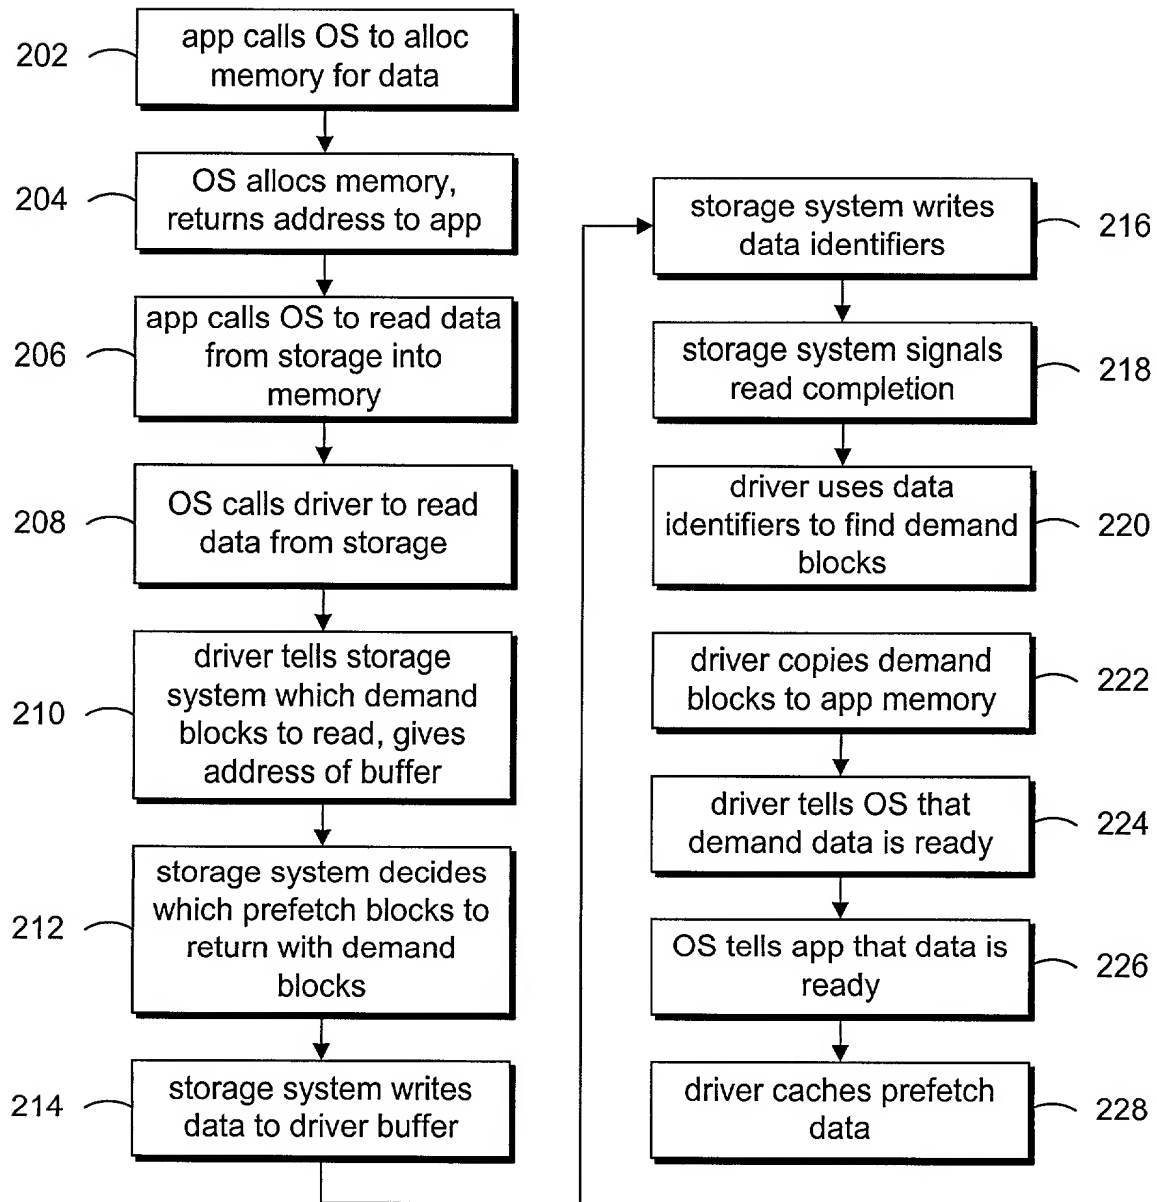 202
app calls OS to alloc
memory for data
204
OS allocs memory,
returns address to app
206
app calls OS to read data
from storage into
memory
208
OS calls driver to read
data from storage
210
driver tells storage
system which demand
blocks to read, gives
address of buffer
212
storage system decides
which prefetch blocks to
return with demand
blocks
214
storage system writes
data to driver buffer
storage system writes
data identifiers
216
storage system signals
read completion
218
driver uses data
identifiers to find demand
blocks
220
driver copies demand
blocks to app memory
222
driver tells OS that
demand data is ready
224
OS tells app that data is
ready
226
driver caches prefetch
data
228